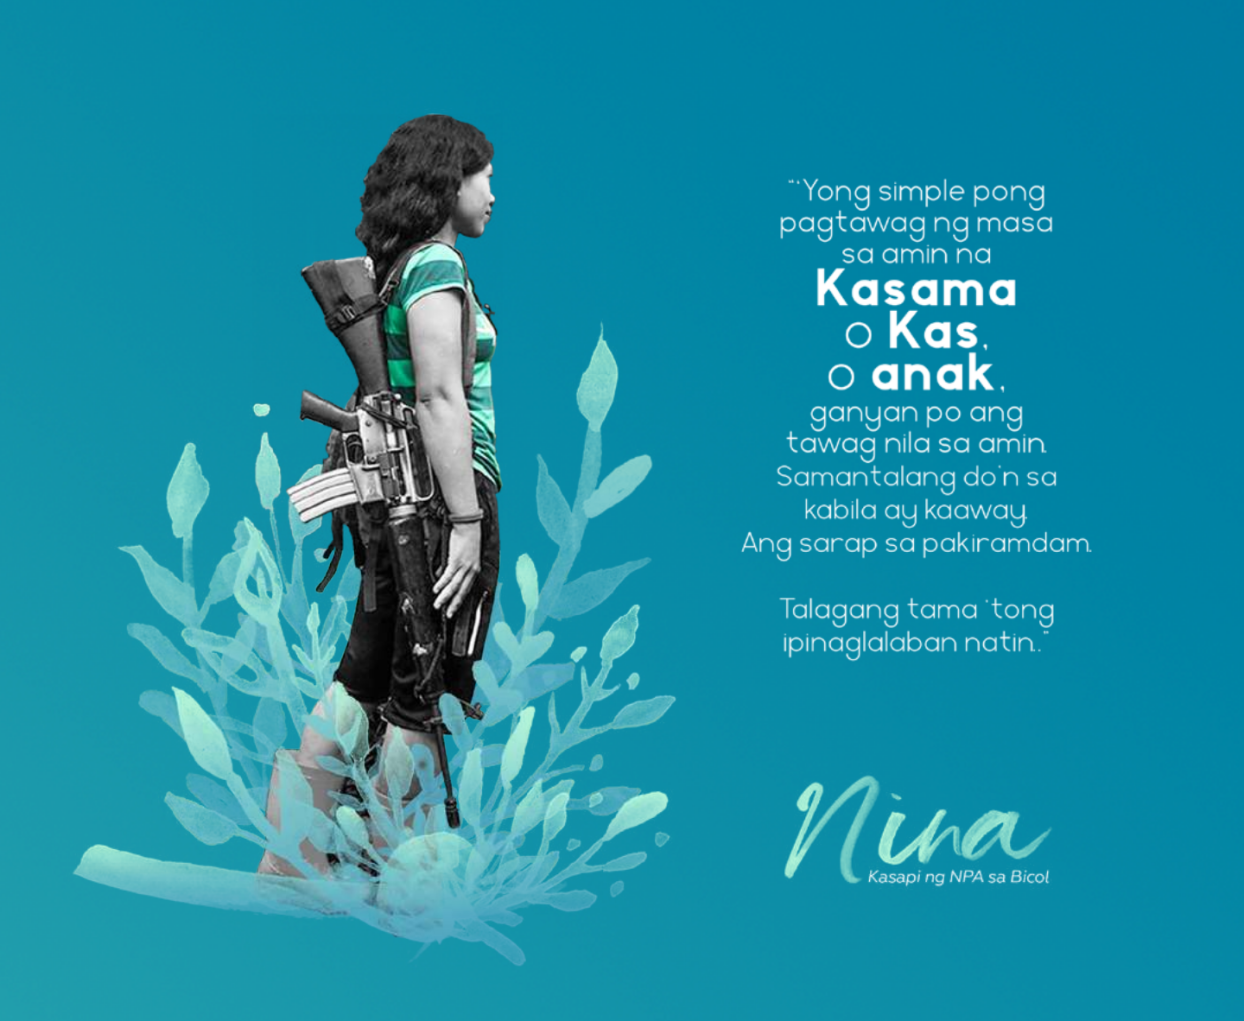 "'Yong simple pong
pagtawag ng masa
sa amin na
Kasama
o Kas,
o anak,
ganyan po ang
tawag nila sa amin.
Samantalang do'n sa
kabila ay kaaway.
Ang sarap sa pakiramdam.
Talagang tama 'tong
ipinaglalaban natin.."
Nina
Kasapi ng NPA sa Bicol